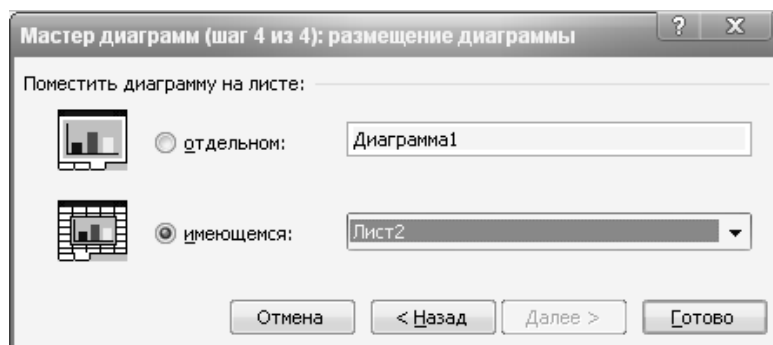 Мастер диаграмм (шаг 4 из 4): размещение диаграммы ? X
Поместить диаграмму на листе:
отдельном: Диаграмма1
имеющемся: Лист2
Отмена < Назад Далее > Готово